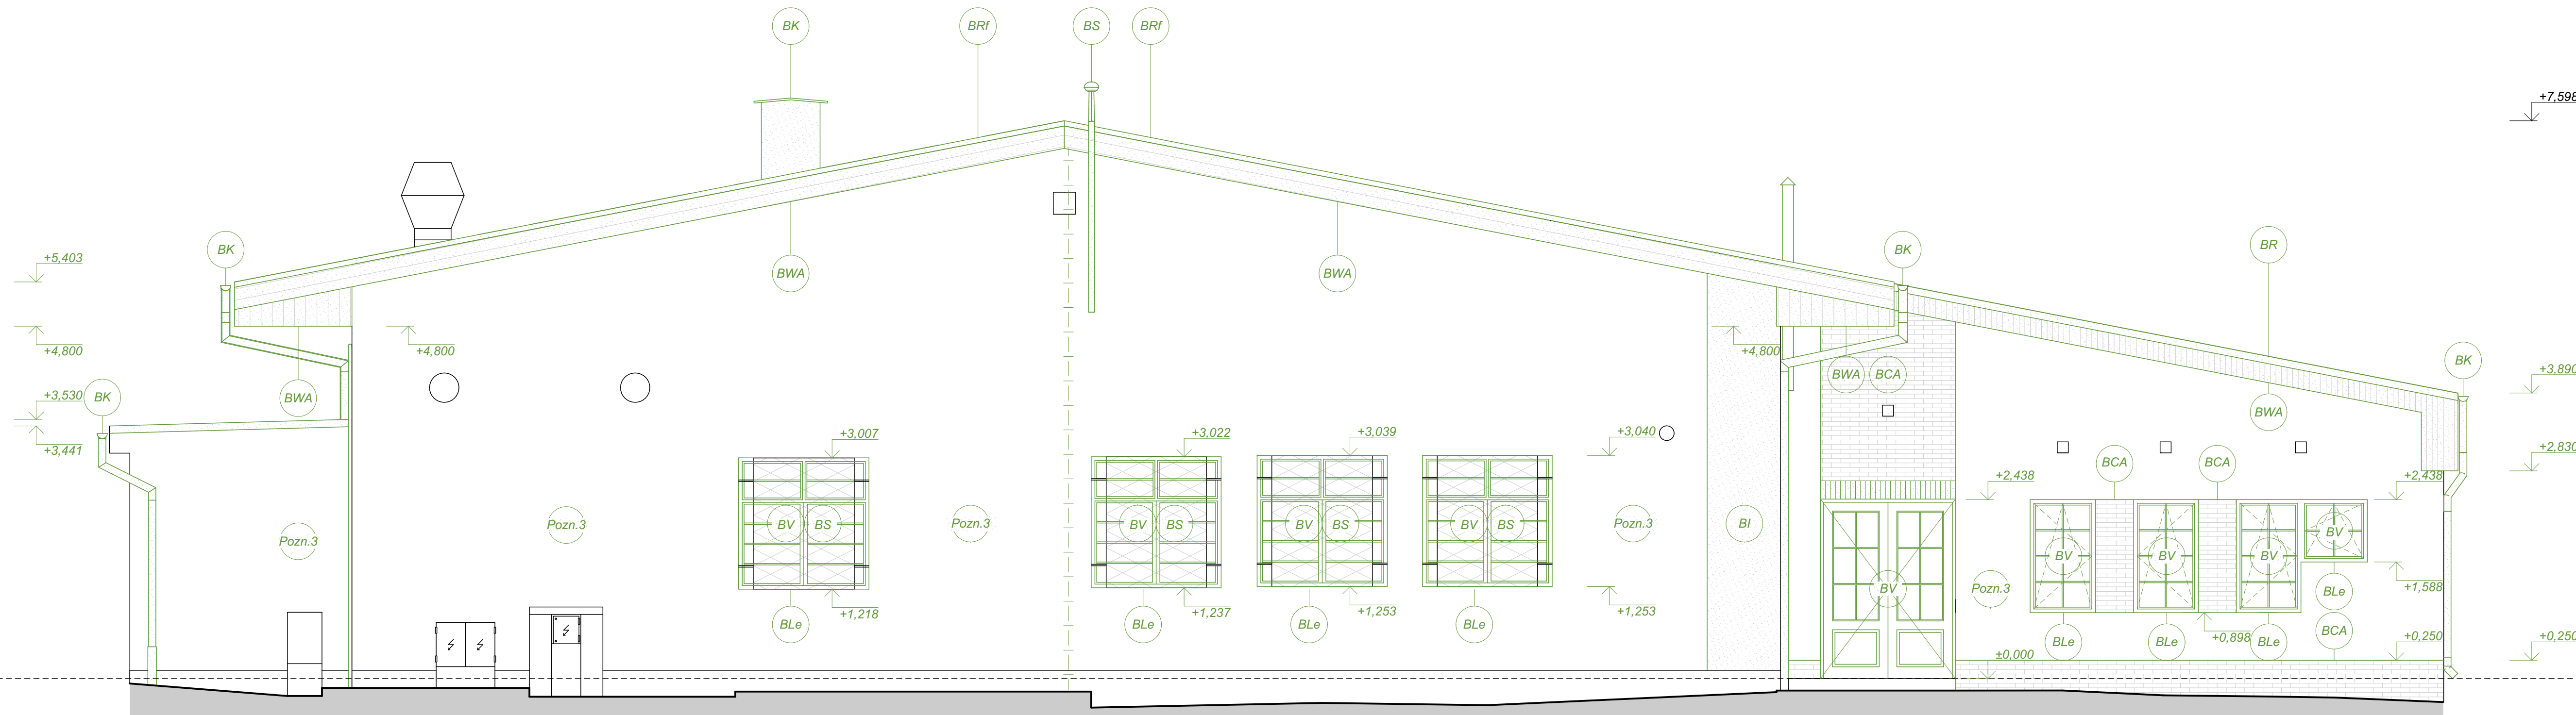 BK
BRf
BS
BRf
+7,598
BK
BK
BR
+5,403
BWA
BWA
+4,800
+4,800
+4,800
BK
+3,890
BWA
BCA
BK
+3,530
BWA
BWA
+3,441
+3,007
+3,022
+3,039
+3,040
+2,830
BCA
BCA
+2,438
+2,438
Pozn.3
Pozn.3
BV
BS
Pozn.3
BV
BS
BV
BS
BV
BS
Pozn.3
BI
BV
BV
BV
BV
BV
Pozn.3
+1,588
BLe
+1,218
+1,237
+1,253
+1,253
BLe
BLe
BLe
BLe
BCA
+0,898
BLe
BLe
BLe
+0,250
+0,250
±0,000